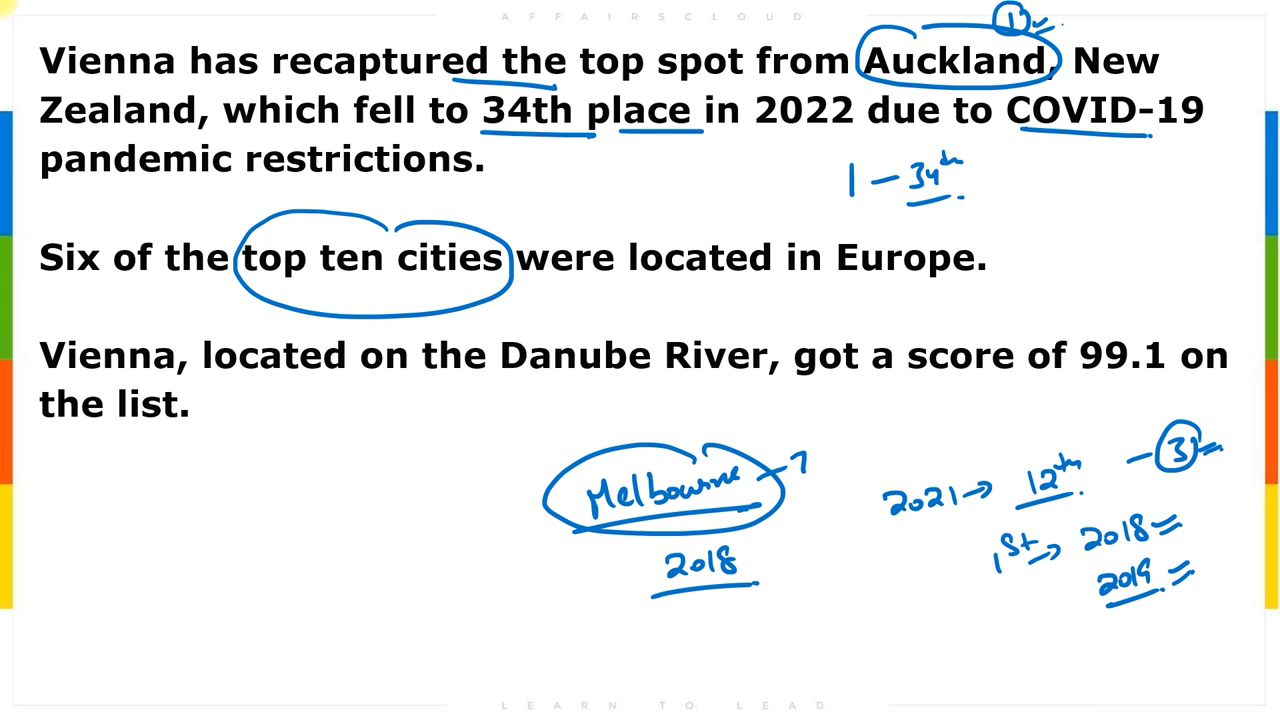 AFFAIRSCLOUD
1
Vienna has recaptured the top spot from Auckland, New
Zealand, which fell to 34th place in 2022 due to COVID-19
pandemic restrictions.
1 - 34th
Six of the top ten cities were located in Europe.
Vienna, located on the Danube River, got a score of 99.1 on
the list.
Melbourne -
2018
2021 → 12th - 3
1st → 2018
2019
LEARN TO LEAD